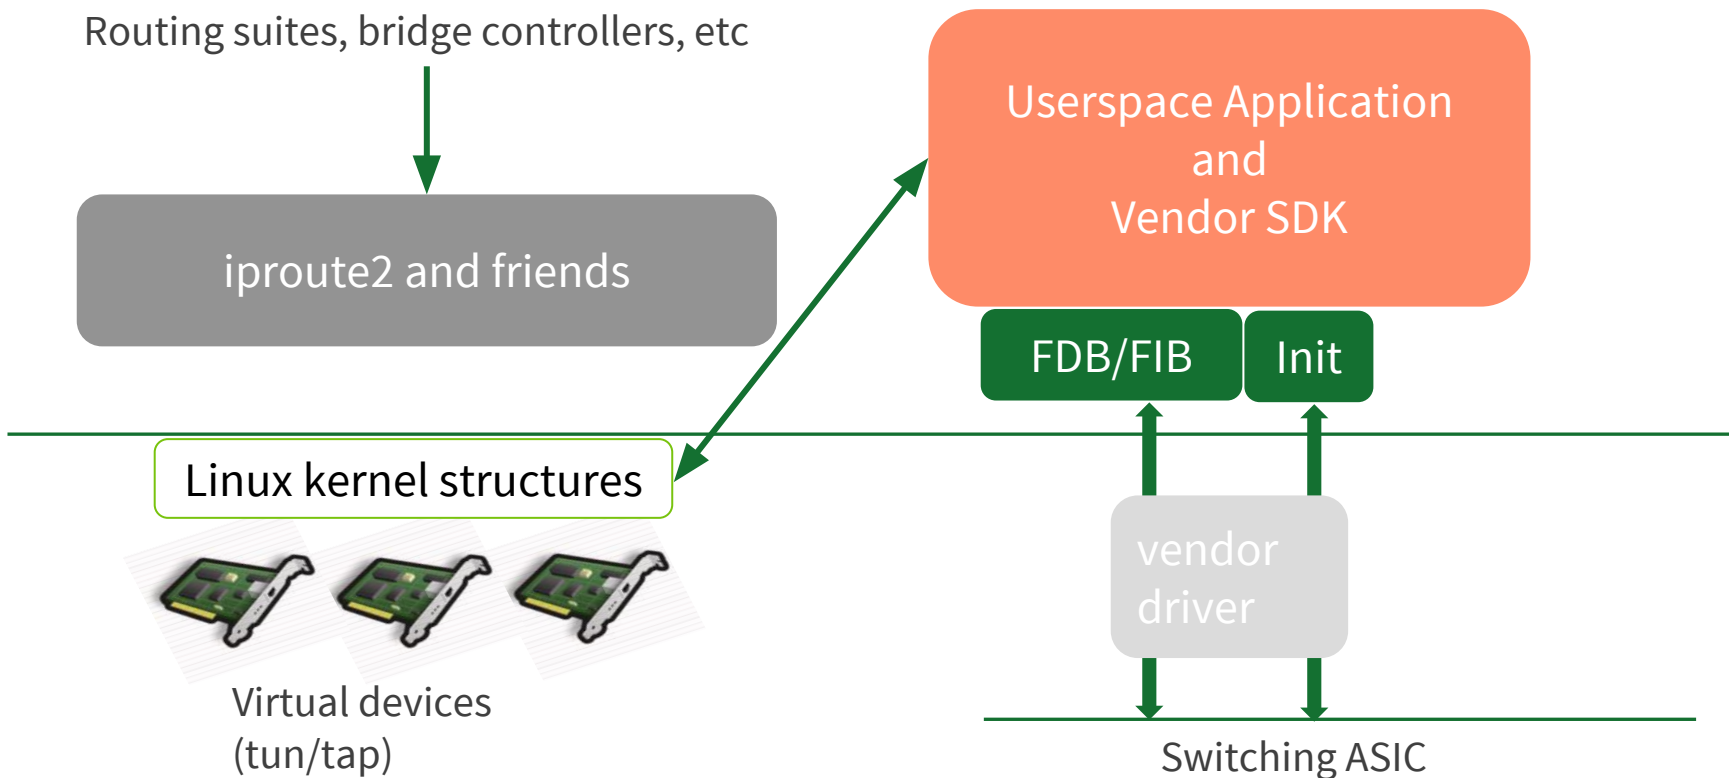 Routing suites, bridge controllers, etc
Userspace Application
and
Vendor SDK
iproute2 and friends
FDB/FIB
Init
Linux kernel structures
vendor
driver
Virtual devices
(tun/tap)
Switching ASIC